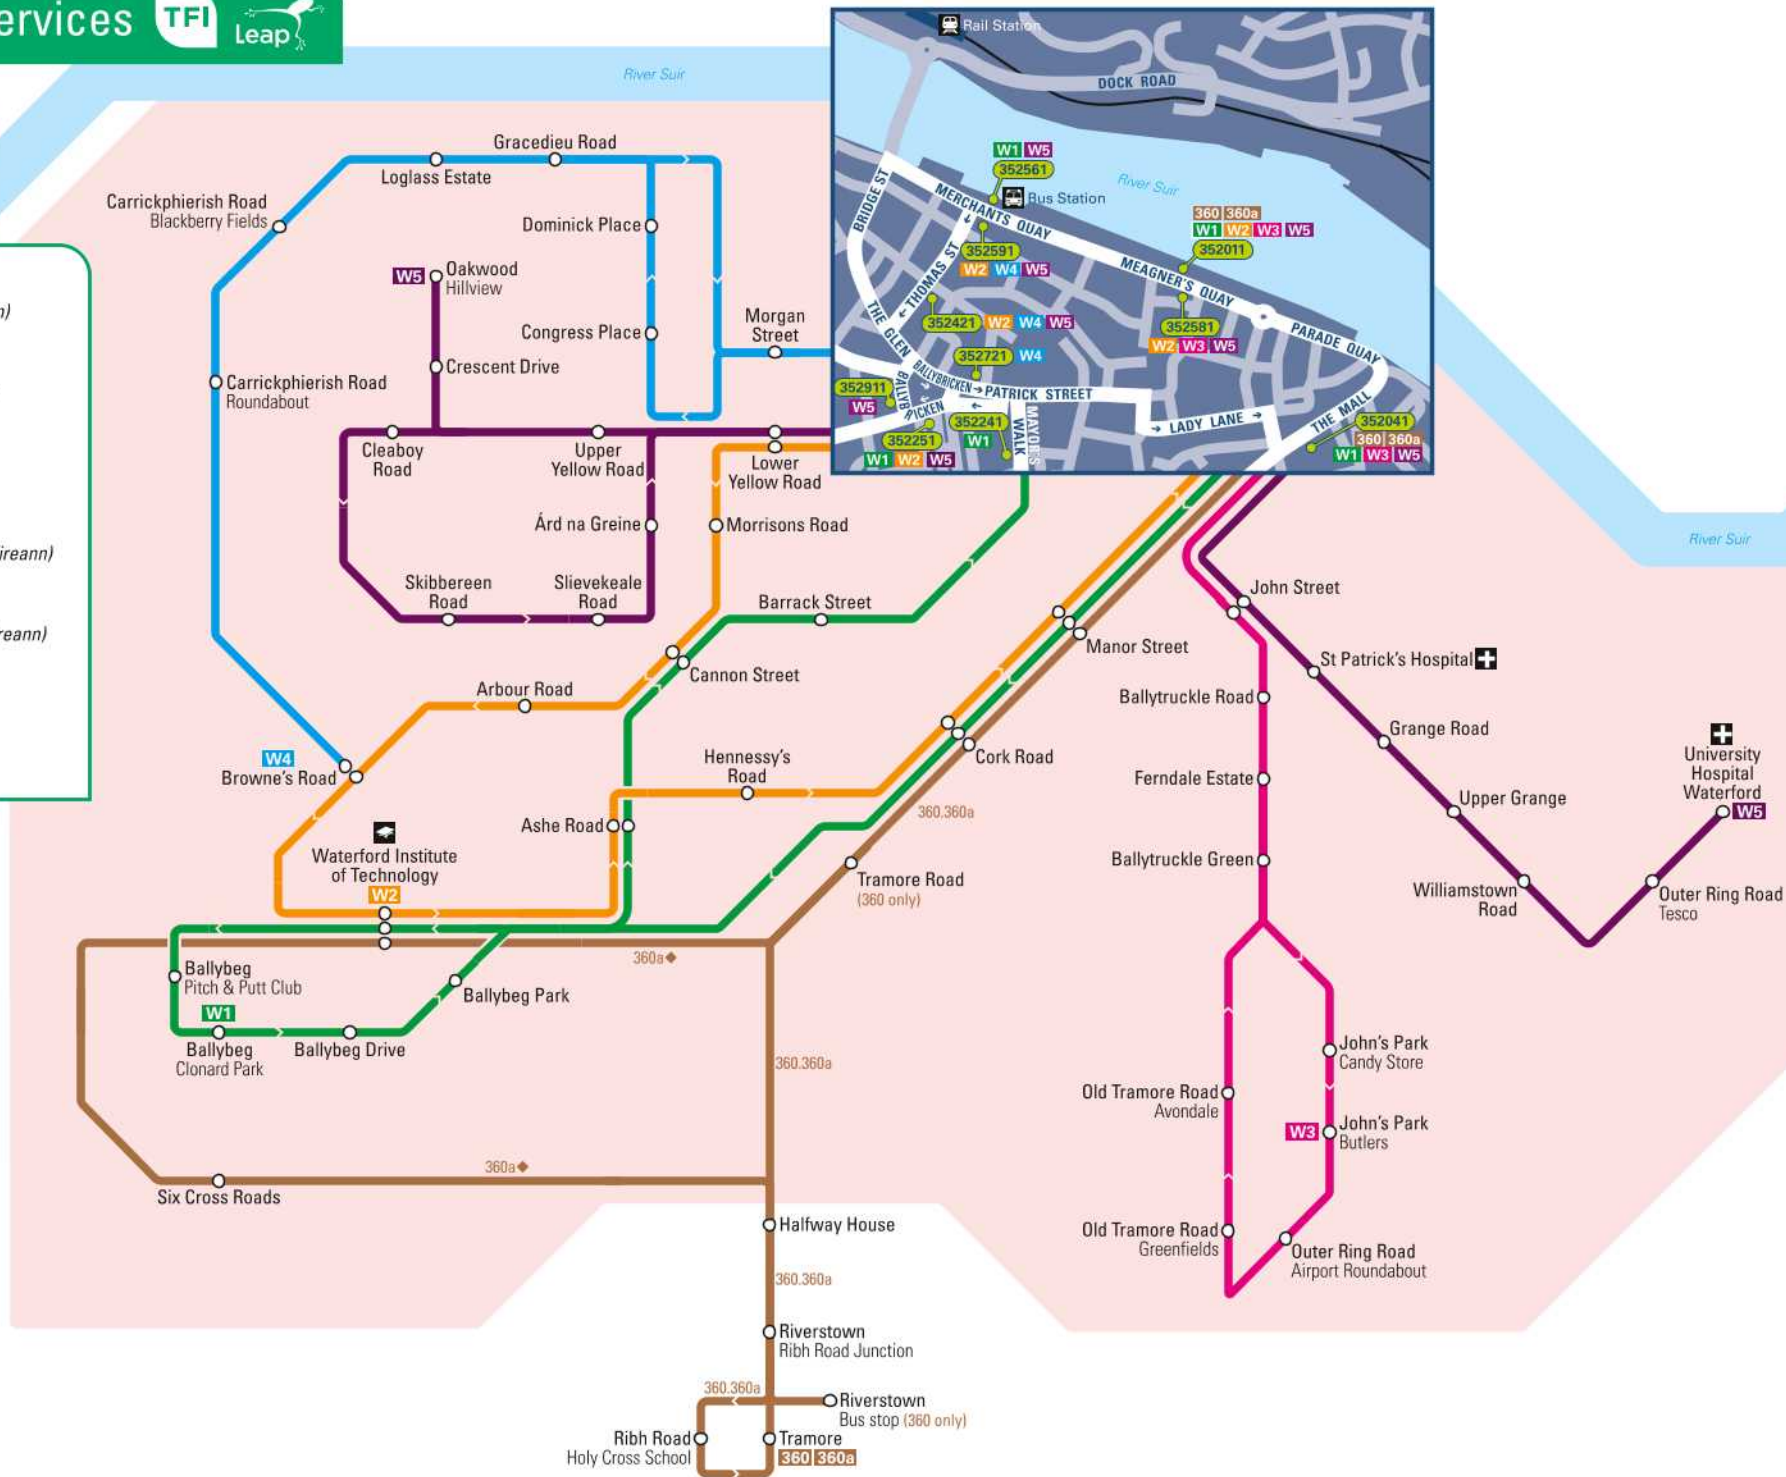 ervices TFI Leap
n)
ireann)
reann)
River Suir
Gracedieu Road
Loglass Estate
Carrickphierish Road
Blackberry Fields
Dominick Place
W5 Oakwood
Hillview
Congress Place
Morgan
Street
Crescent Drive
Carrickphierish Road
Roundabout
Cleaboy
Road
Upper
Yellow Road
Lower
Yellow Road
Árd na Greine
Morrisons Road
Skibbereen
Road
Slievekeale
Road
Barrack Street
Cannon Street
Arbour Road
W4
Browne's Road
Hennessy's
Road
Ashe Road
Waterford Institute
of Technology
W2
360a◆
Ballybeg
Pitch & Putt Club
W1
Ballybeg
Clonard Park
Ballybeg Drive
Ballybeg Park
Six Cross Roads
360a◆
Rail Station
DOCK ROAD
W1 W5
352561
Bus Station
River Suir
BRIDGE ST
MERCHANTS QUAY
360 360a
W1 W2 W3 W5
352011
352591
W2 W4 W5
THOMAS ST
MEAGNER'S QUAY
352421 W2 W4 W5
352581
W2 W3 W5
THE GLEN
352721 W4
PARADE QUAY
BALLYBRICKEN
PATRICK STREET
352911
W5
BALLYB
RICKEN
352241
W1
352251
W1 W2 W5
MAYOR'S
WALK
LADY LANE
THE MALL
352041
360 360a
W1 W3 W5
River Suir
John Street
Manor Street
St Patrick's Hospital
Ballytruckle Road
Grange Road
Cork Road
Ferndale Estate
University
Hospital
Waterford
W5
Upper Grange
360.360a
Ballytruckle Green
Tramore Road
(360 only)
Williamstown
Road
Outer Ring Road
Tesco
360.360a
John's Park
Candy Store
Old Tramore Road
Avondale
W3 John's Park
Butlers
Old Tramore Road
Greenfields
Outer Ring Road
Airport Roundabout
Halfway House
360.360a
Riverstown
Ribh Road Junction
360.360a
Riverstown
Bus stop (360 only)
Ribh Road
Holy Cross School
Tramore
360 360a